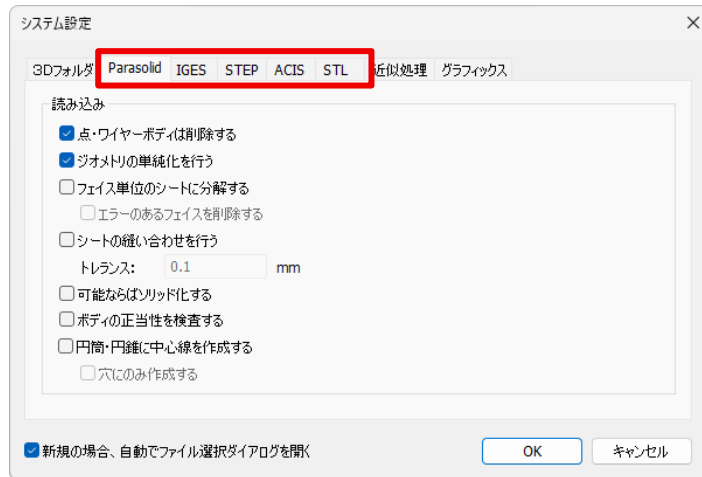 システム設定
3Dフォルダ Parasolid IGES STEP ACIS STL 近似処理 グラフィックス
読み込み
点・ワイヤーボディは削除する
ジオメトリの単純化を行う
フェイス単位のシートに分解する
エラーのあるフェイスを削除する
シートの縫い合わせを行う
トレランス: 0.1 mm
可能ならばソリッド化する
ボディの正当性を検査する
円筒・円錐に中心線を作成する
穴にのみ作成する
新規の場合、自動でファイル選択ダイアログを開く OK キャンセル